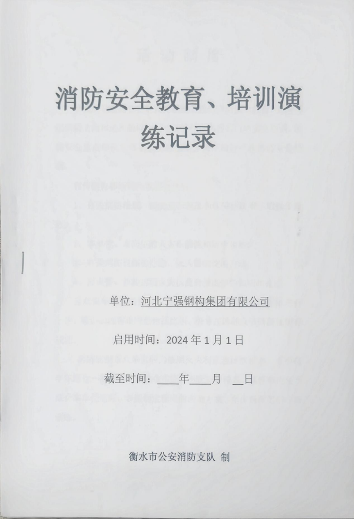 消防安全教育、培训演
练记录
单位：河北宁强钢构集团有限公司
启用时间：2024年1月1日
截至时间：____年____月 __日
衡水市公安消防支队 制